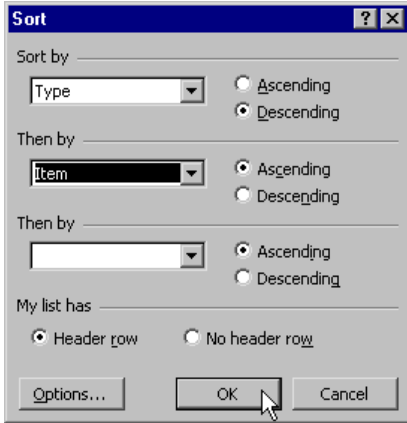 Sort
Sort by
Type
Ascending
Descending
Then by
Item
Ascending
Descending
Then by
Ascending
Descending
My list has
Header row
No header row
Options...
OK
Cancel